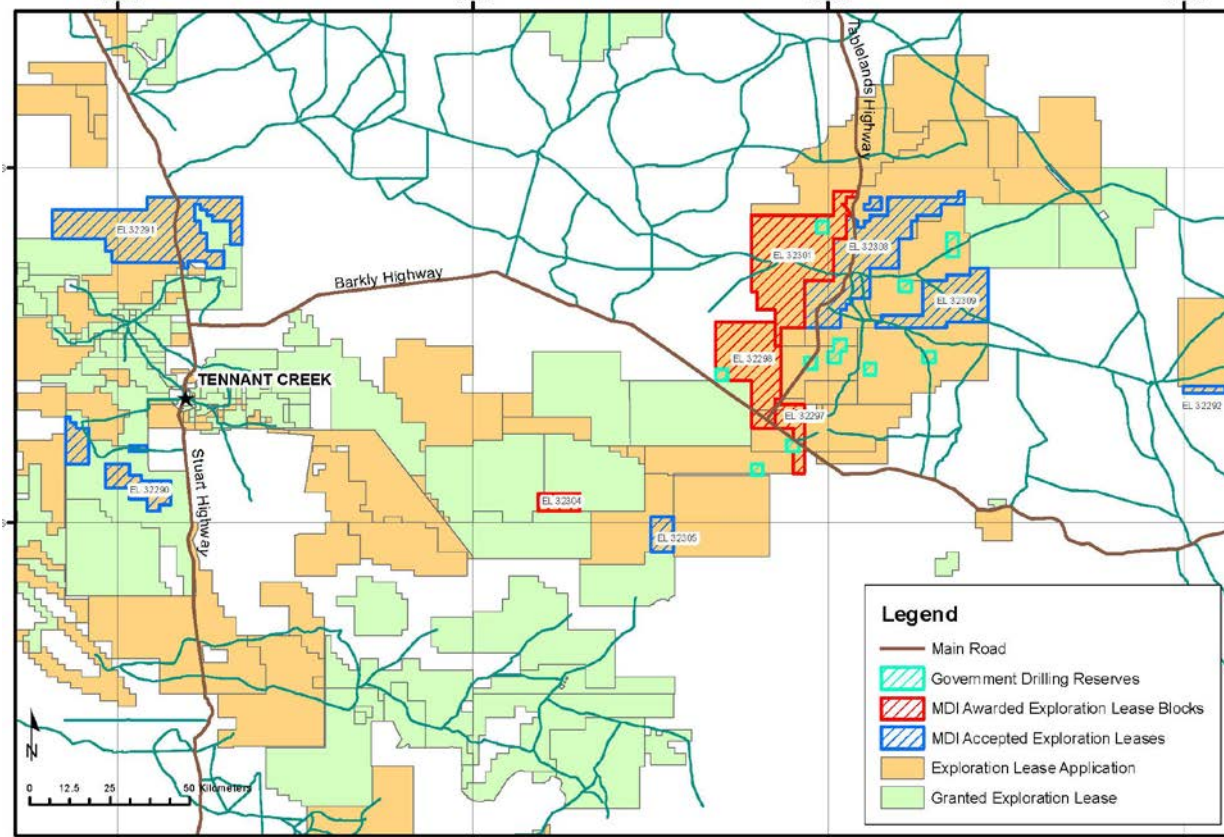 Tablelands Highway
EL 32291
EL 32308
EL 32301
Barkly Highway
EL 32309
EL 32298
TENNANT CREEK
EL 32292
EL 32297
Stuart Highway
EL 32290
EL 32304
EL 32305
Legend
Main Road
Government Drilling Reserves
MDI Awarded Exploration Lease Blocks
MDI Accepted Exploration Leases
Exploration Lease Application
Granted Exploration Lease
N
0 12.5 25 50 Kilometers